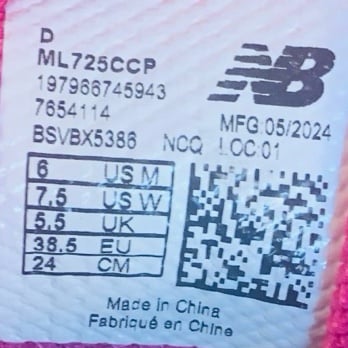 D
ML725CCP
197966745943
7654114
BSVBX5386 NCQ
NB
MFG:05/2024
LOC:01
6 US M
7.5 US W
5.5 UK
38.5 EU
24 CM
Made in China
Fabriqué en Chine